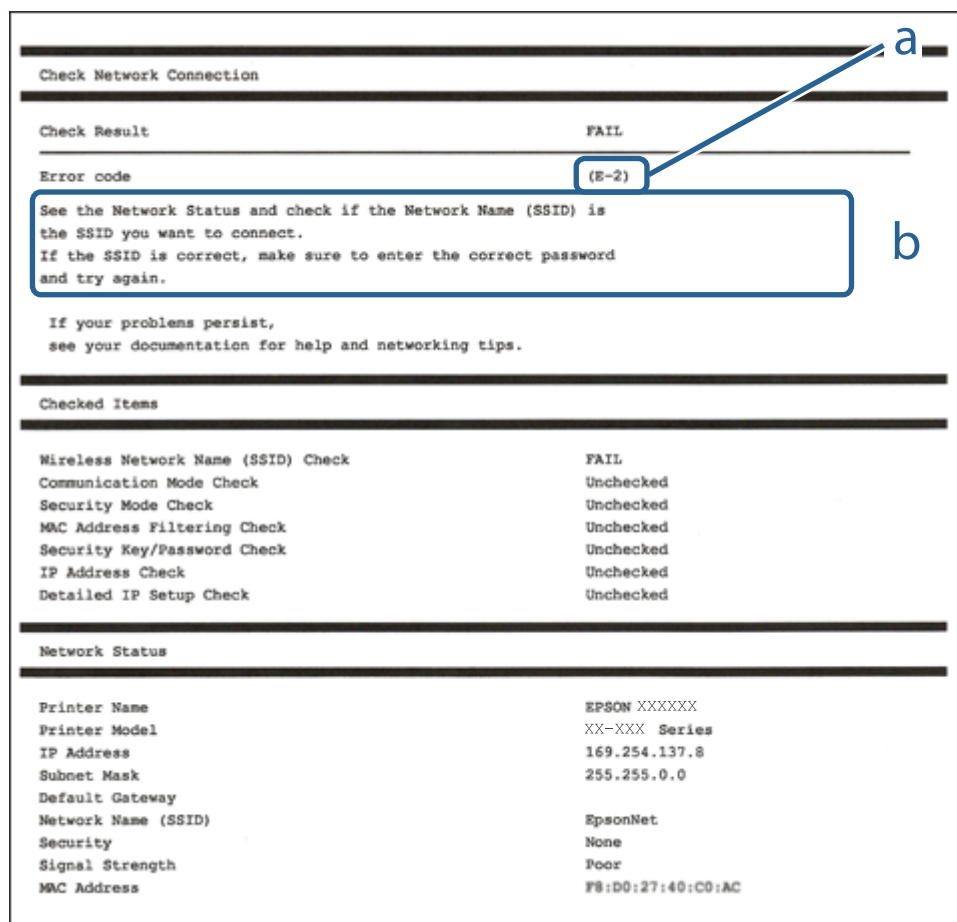 a
Check Network Connection
Check Result FAIL
Error code (E-2)
See the Network Status and check if the Network Name (SSID) is
the SSID you want to connect.
If the SSID is correct, make sure to enter the correct password
and try again.
b
If your problems persist,
see your documentation for help and networking tips.
Checked Items
Wireless Network Name (SSID) Check FAIL
Communication Mode Check Unchecked
Security Mode Check Unchecked
MAC Address Filtering Check Unchecked
Security Key/Password Check Unchecked
IP Address Check Unchecked
Detailed IP Setup Check Unchecked
Network Status
Printer Name EPSON XXXXXX
Printer Model XX-XXX Series
IP Address 169.254.137.8
Subnet Mask 255.255.0.0
Default Gateway
Network Name (SSID) EpsonNet
Security None
Signal Strength Poor
MAC Address F8:D0:27:40:C0:AC